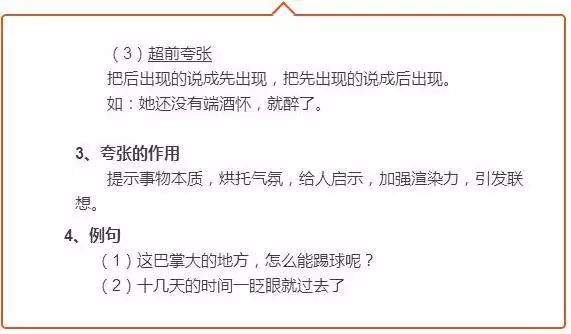 （3）超前夸张
把后出现的说成先出现，把先出现的说成后出现。
如：她还没有端酒怀，就醉了。
3、夸张的作用
提示事物本质，烘托气氛，给人启示，加强渲染力，引发联
想。
4、例句
（1）这巴掌大的地方，怎么能踢球呢？
（2）十几天的时间一眨眼就过去了